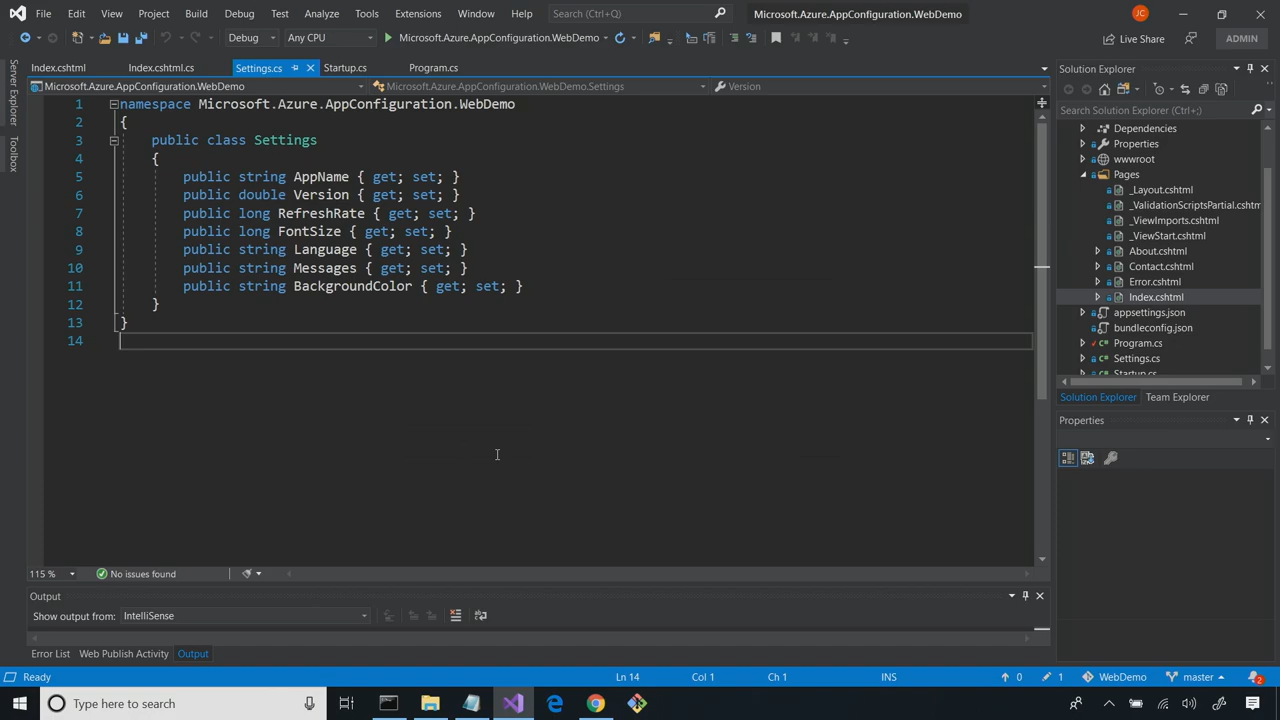 File Edit View Project Build Debug Test Analyze Tools Extensions Window Help Search (Ctrl+Q) Microsoft.Azure.AppConfiguration.WebDemo JC
Debug Any CPU Microsoft.Azure.AppConfiguration.WebDemo Live Share ADMIN
Server Explorer
Toolbox
Index.cshtml Index.cshtml.cs Settings.cs Startup.cs Program.cs
Microsoft.Azure.AppConfiguration.WebDemo Microsoft.Azure.AppConfiguration.WebDemo.Settings Version
1 namespace Microsoft.Azure.AppConfiguration.WebDemo
2 {
3 public class Settings
4 {
5 public string AppName { get; set; }
6 public double Version { get; set; }
7 public long RefreshRate { get; set; }
8 public long FontSize { get; set; }
9 public string Language { get; set; }
10 public string Messages { get; set; }
11 public string BackgroundColor { get; set; }
12 }
13 }
14
115 % No issues found
Output
Show output from: IntelliSense
Error List Web Publish Activity Output
Solution Explorer
Search Solution Explorer (Ctrl+;)
Dependencies
Properties
wwwroot
Pages
_Layout.cshtml
_ValidationScriptsPartial.cshtm
_ViewImports.cshtml
_ViewStart.cshtml
About.cshtml
Contact.cshtml
Error.cshtml
Index.cshtml
appsettings.json
bundleconfig.json
Program.cs
Settings.cs
Startup.cs
Solution Explorer Team Explorer
Properties
Ready Ln 14 Col 1 Ch 1 INS 0 1 WebDemo master 2
Type here to search